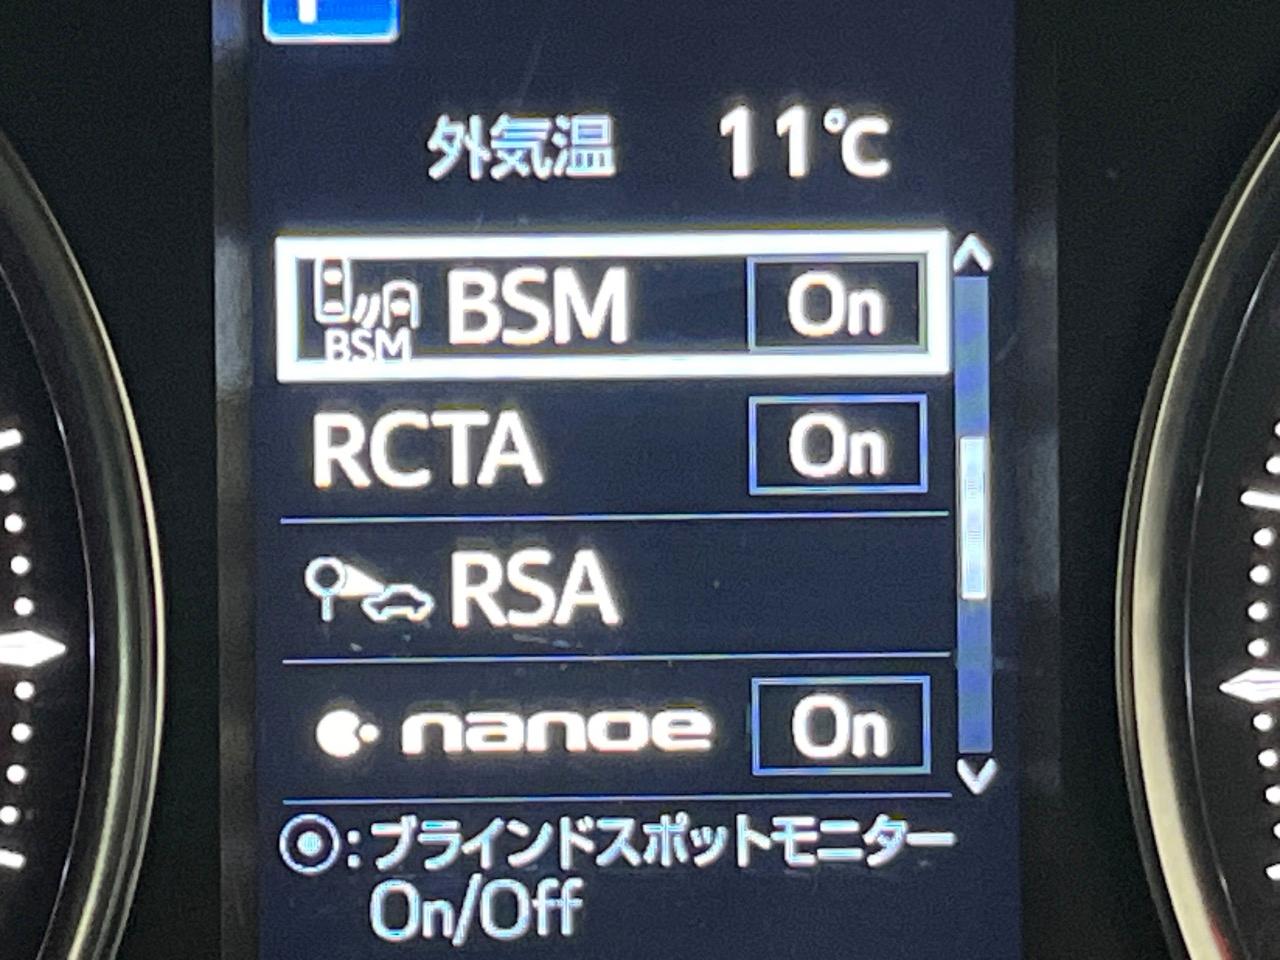 外気温 11℃
BSM BSM On
RCTA On
RSA
nanoe On
◉:ブラインドスポットモニター
On/Off